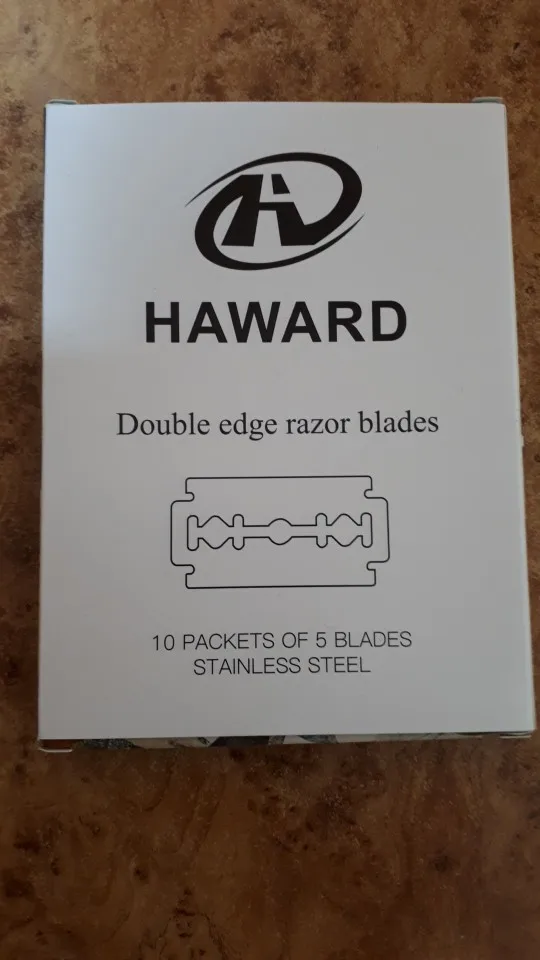 HAWARD
Double edge razor blades
10 PACKETS OF 5 BLADES
STAINLESS STEEL